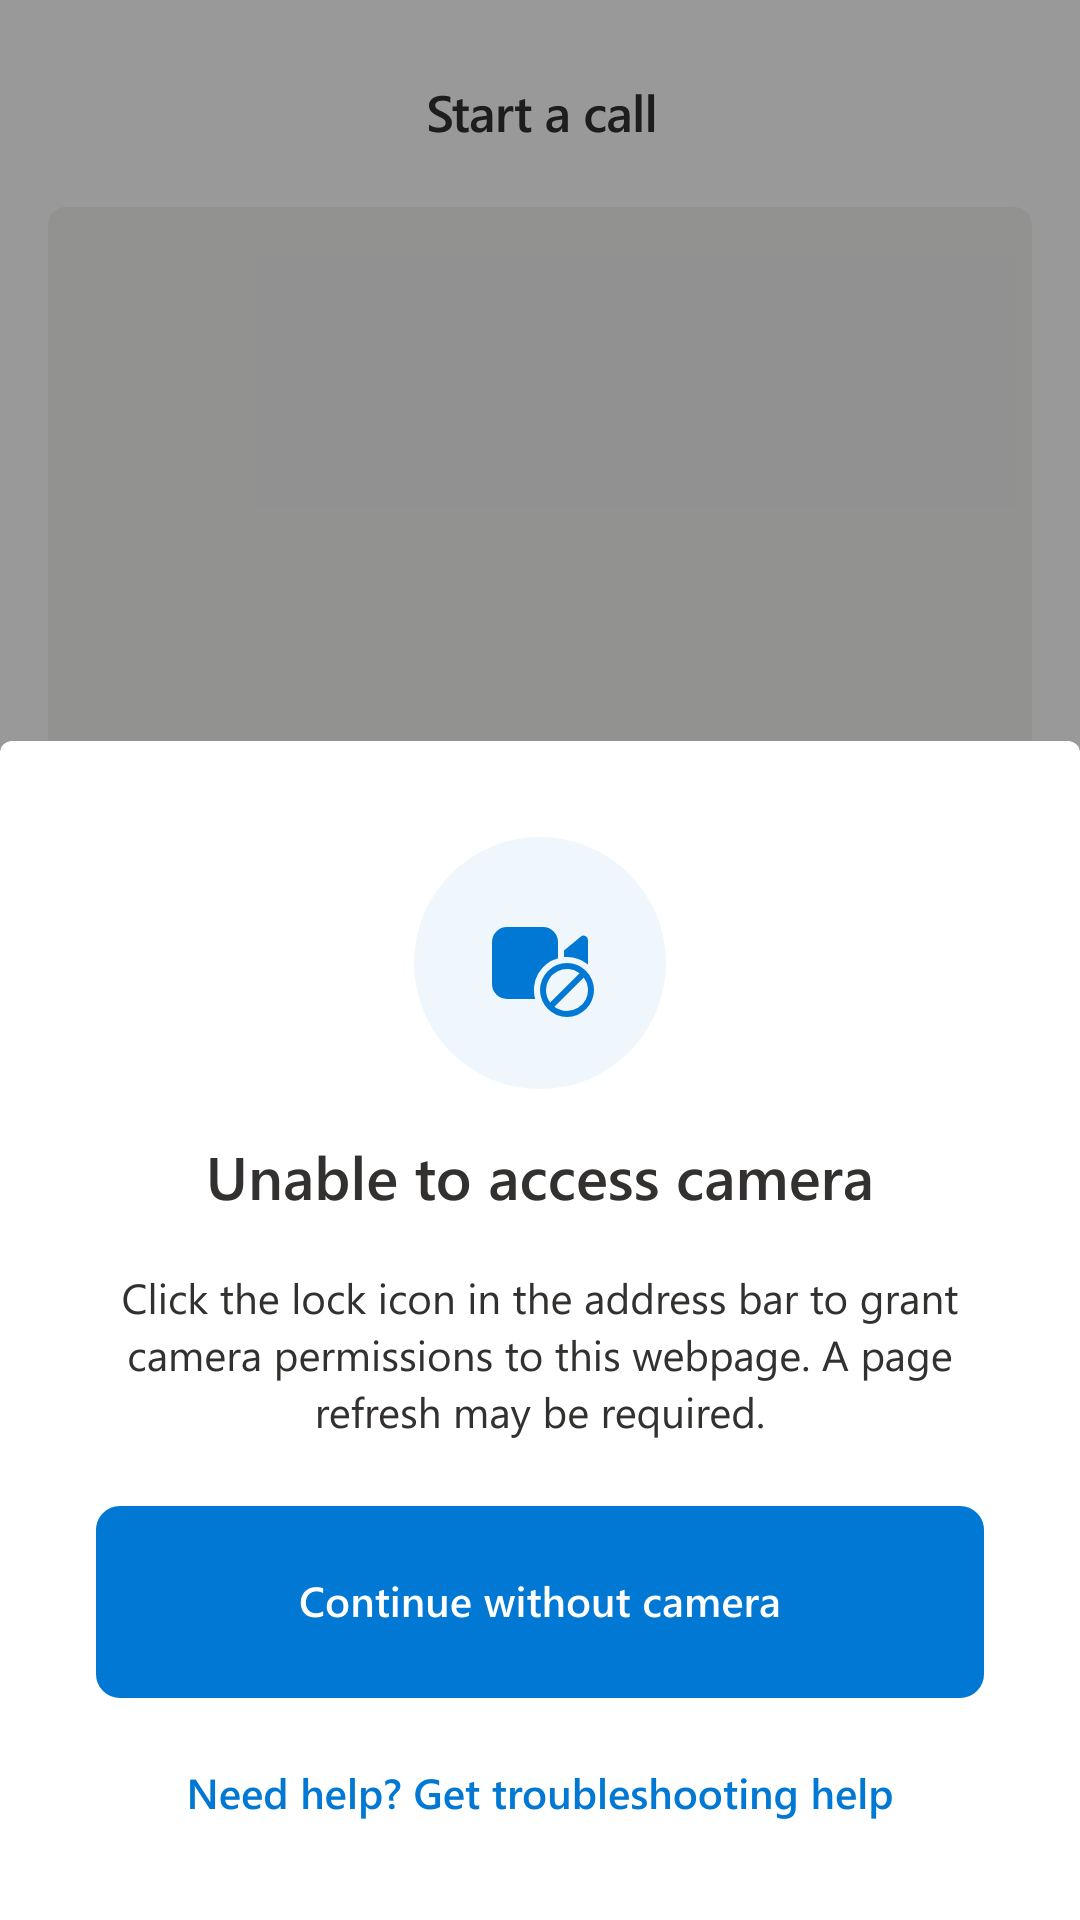 Start a call
Unable to access camera
Click the lock icon in the address bar to grant
camera permissions to this webpage. A page
refresh may be required.
Continue without camera
Need help? Get troubleshooting help